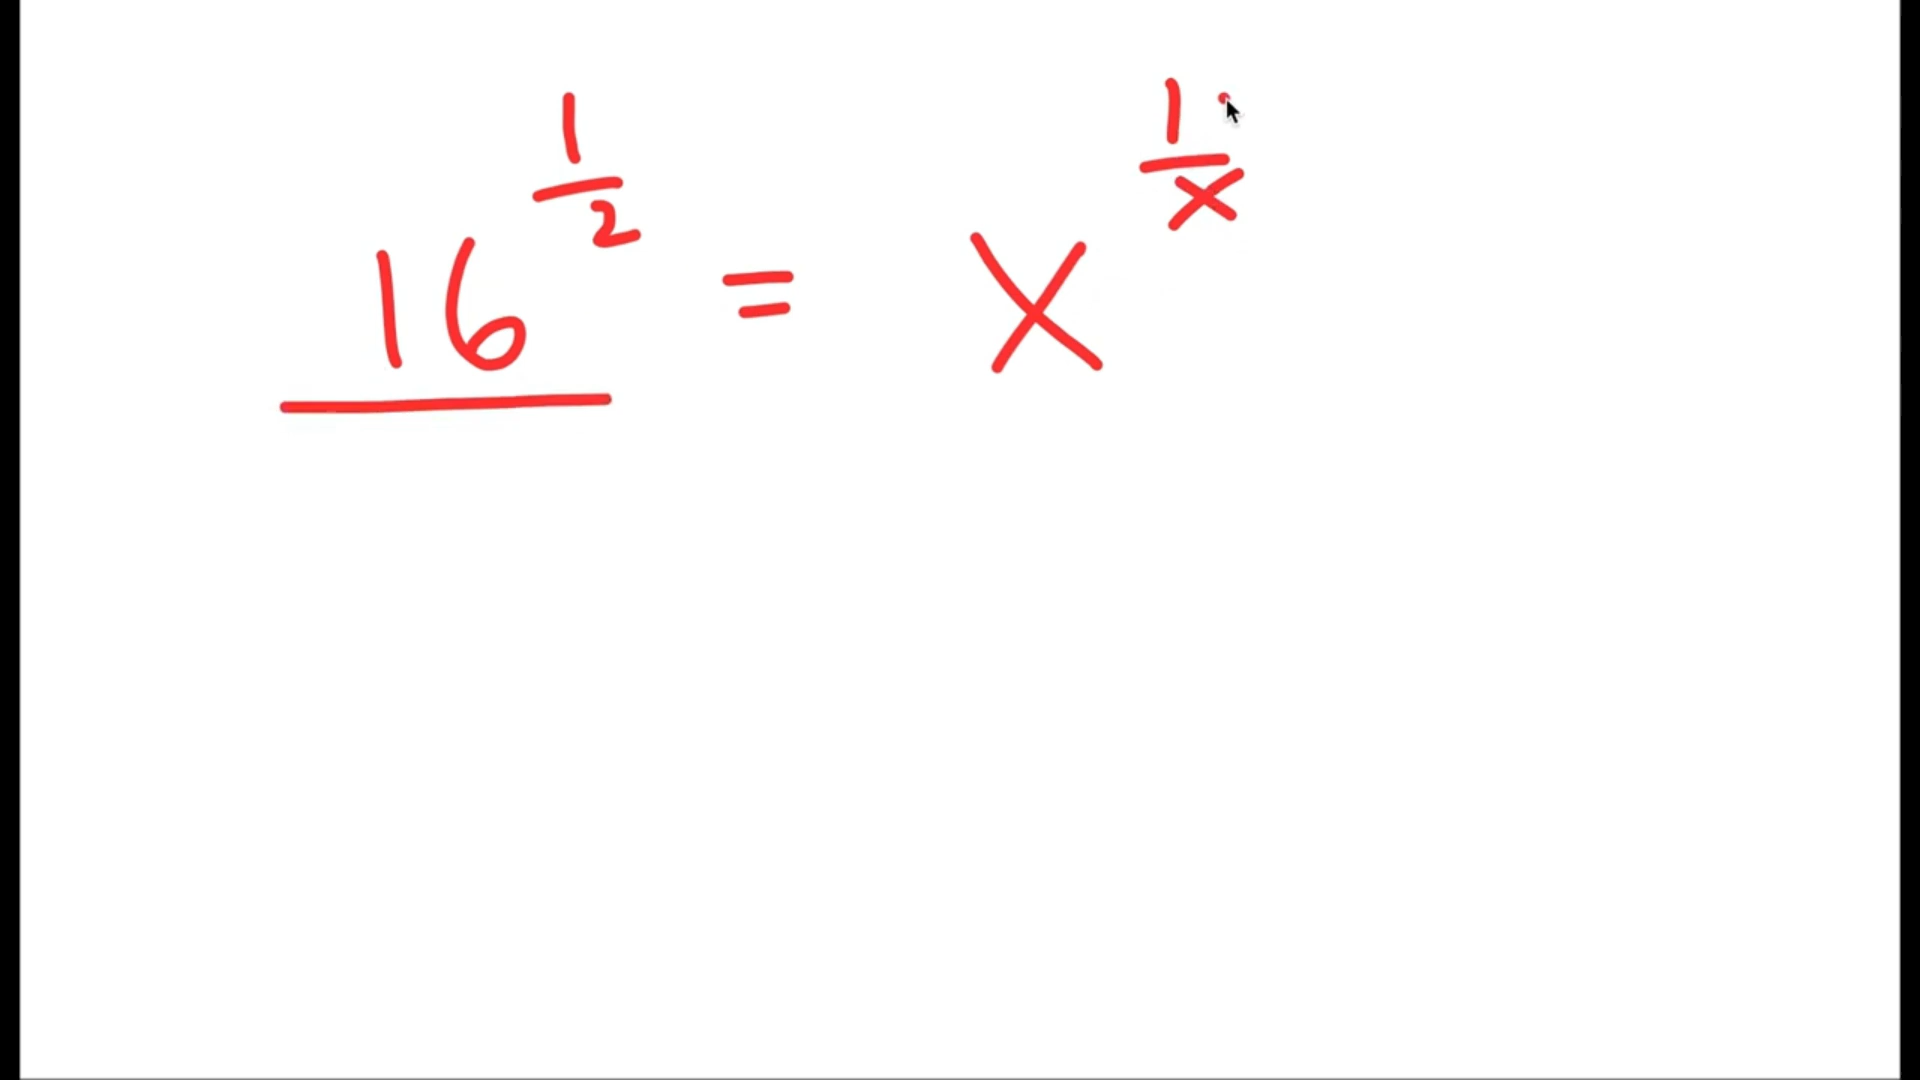 16^(1/2) = X^(1/x)